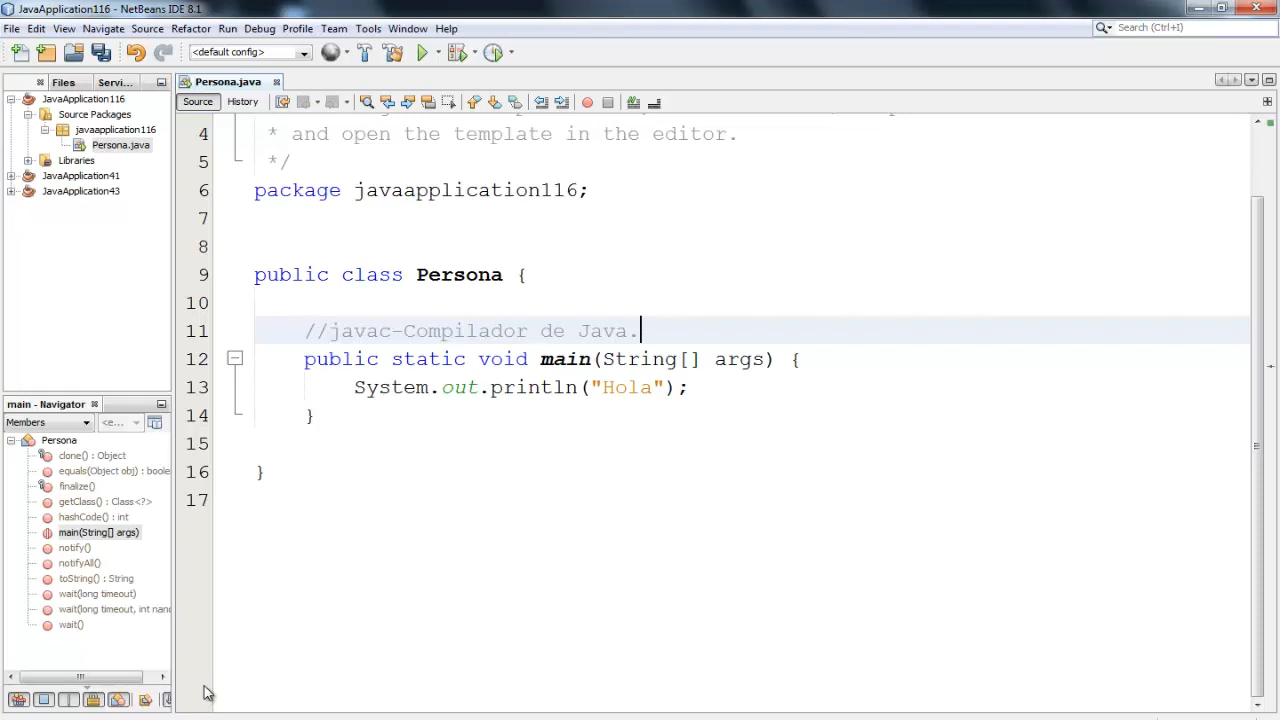 JavaApplication116 - NetBeans IDE 8.1
File Edit View Navigate Source Refactor Run Debug Profile Team Tools Window Help
Search (Ctrl+I)
<default config>
Files Servi...
Persona.java
Source History
JavaApplication116
Source Packages
javaapplication116
Persona.java
Libraries
JavaApplication41
JavaApplication43
4 * and open the template in the editor.
5 */
6 package javaapplication116;
7
8
9 public class Persona {
10
11 //javac-Compilador de Java.
12 public static void main(String[] args) {
13 System.out.println("Hola");
14 }
15
16 }
17
main - Navigator
Members <e...
Persona
clone() : Object
equals(Object obj) : boole
finalize()
getClass() : Class<?>
hashCode() : int
main(String[] args)
notify()
notifyAll()
toString() : String
wait(long timeout)
wait(long timeout, int nano
wait()